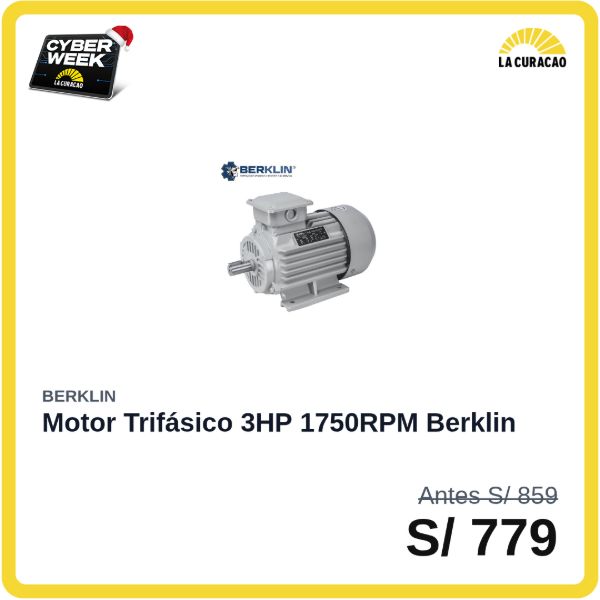 CYBER
WEEK
LA CURACAO
LA CURACAO
BERKLIN
BERKLIN
Motor Trifásico 3HP 1750RPM Berklin
Antes S/ 859
S/ 779